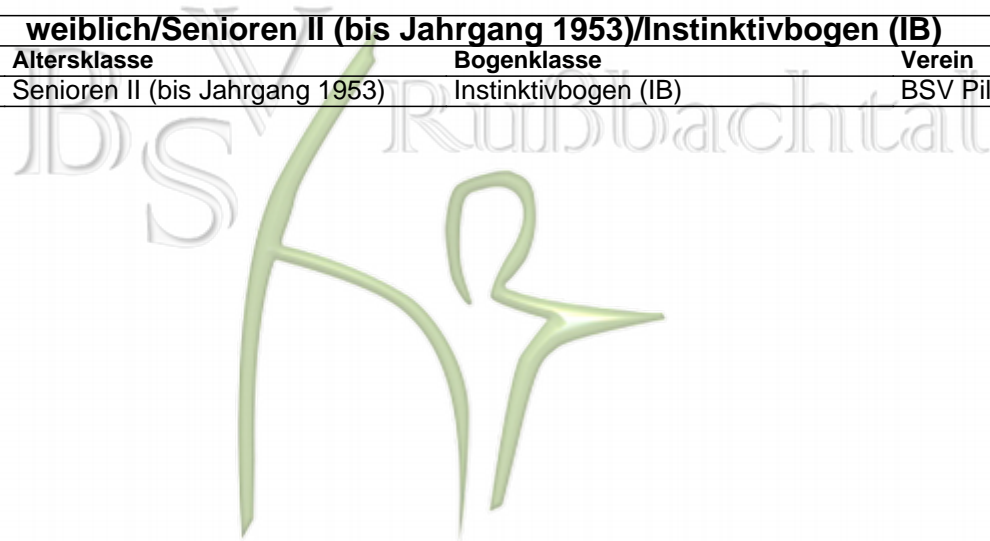 weiblich/Senioren II (bis Jahrgang 1953)/Instinktivbogen (IB)
Altersklasse Bogenklasse Verein
Senioren II (bis Jahrgang 1953) Instinktivbogen (IB) BSV Pil
BSV Rußbachtal